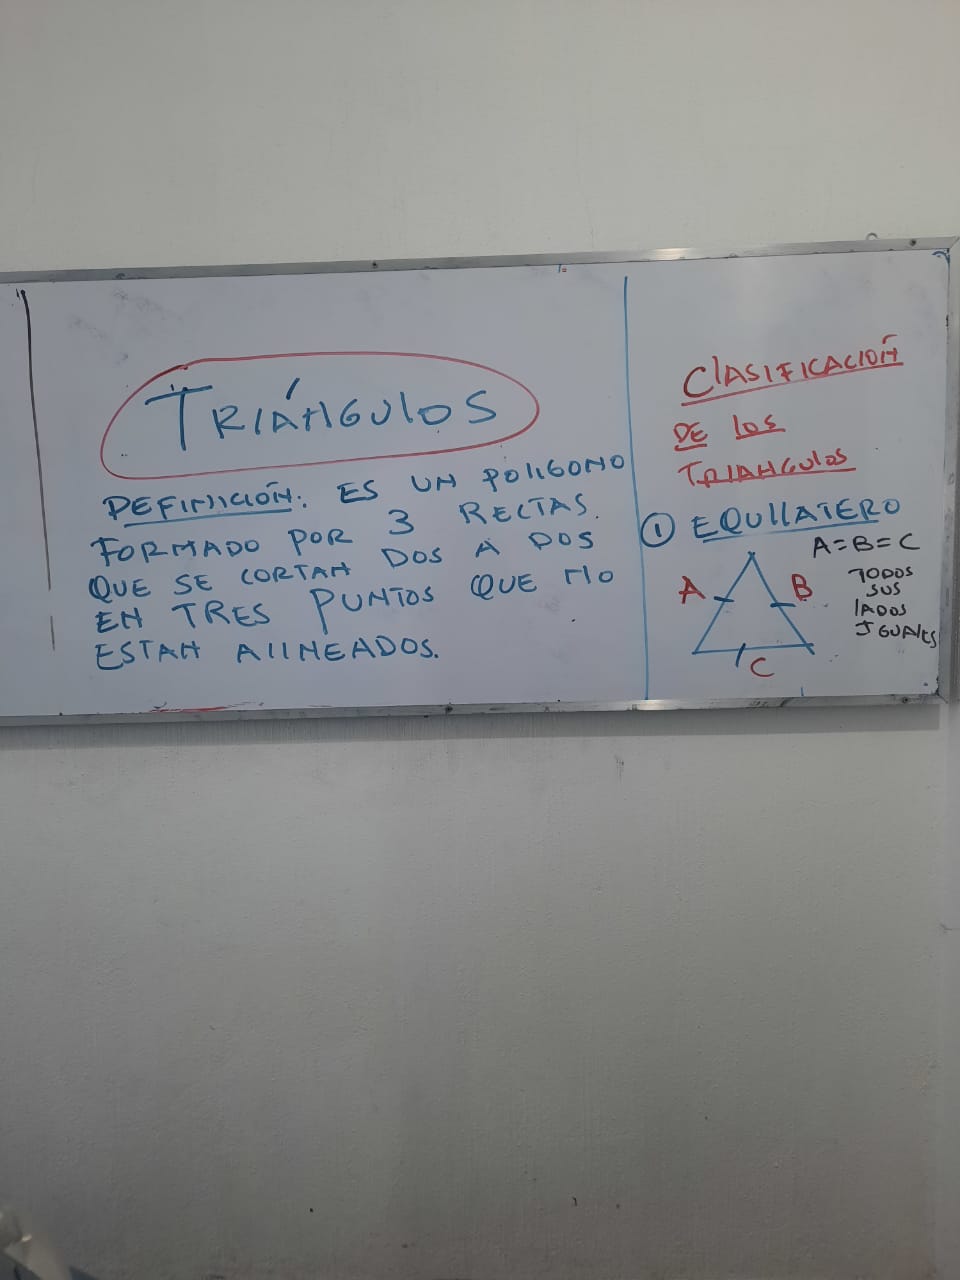 TRIÁNGULOS
DEFINICIÓN: ES UN POLIGONO
FORMADO POR 3 RECTAS.
QUE SE CORTAN DOS A DOS
EN TRES PUNTOS QUE NO
ESTAN AlINEADOS.
ClASIFICACIÓN
DE los
TRIANGUlos
① EQUILATERO
A=B=C
A
B
C
TODOS
SUS
lADOS
IGUAlES